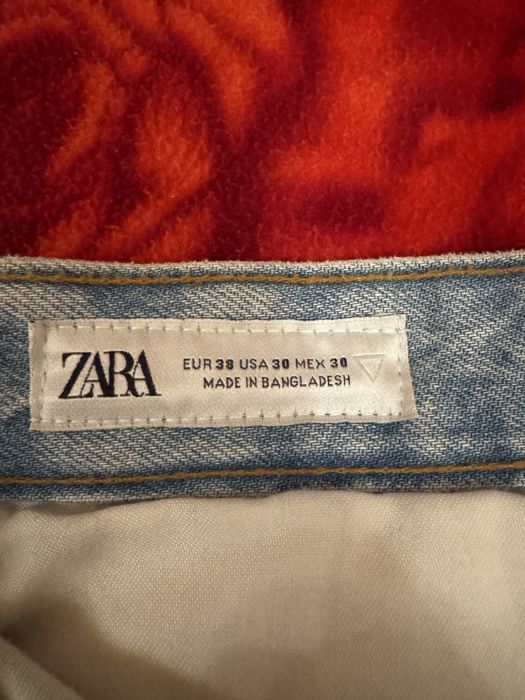 ZARA
EUR 38 USA 30 MEX 30
MADE IN BANGLADESH